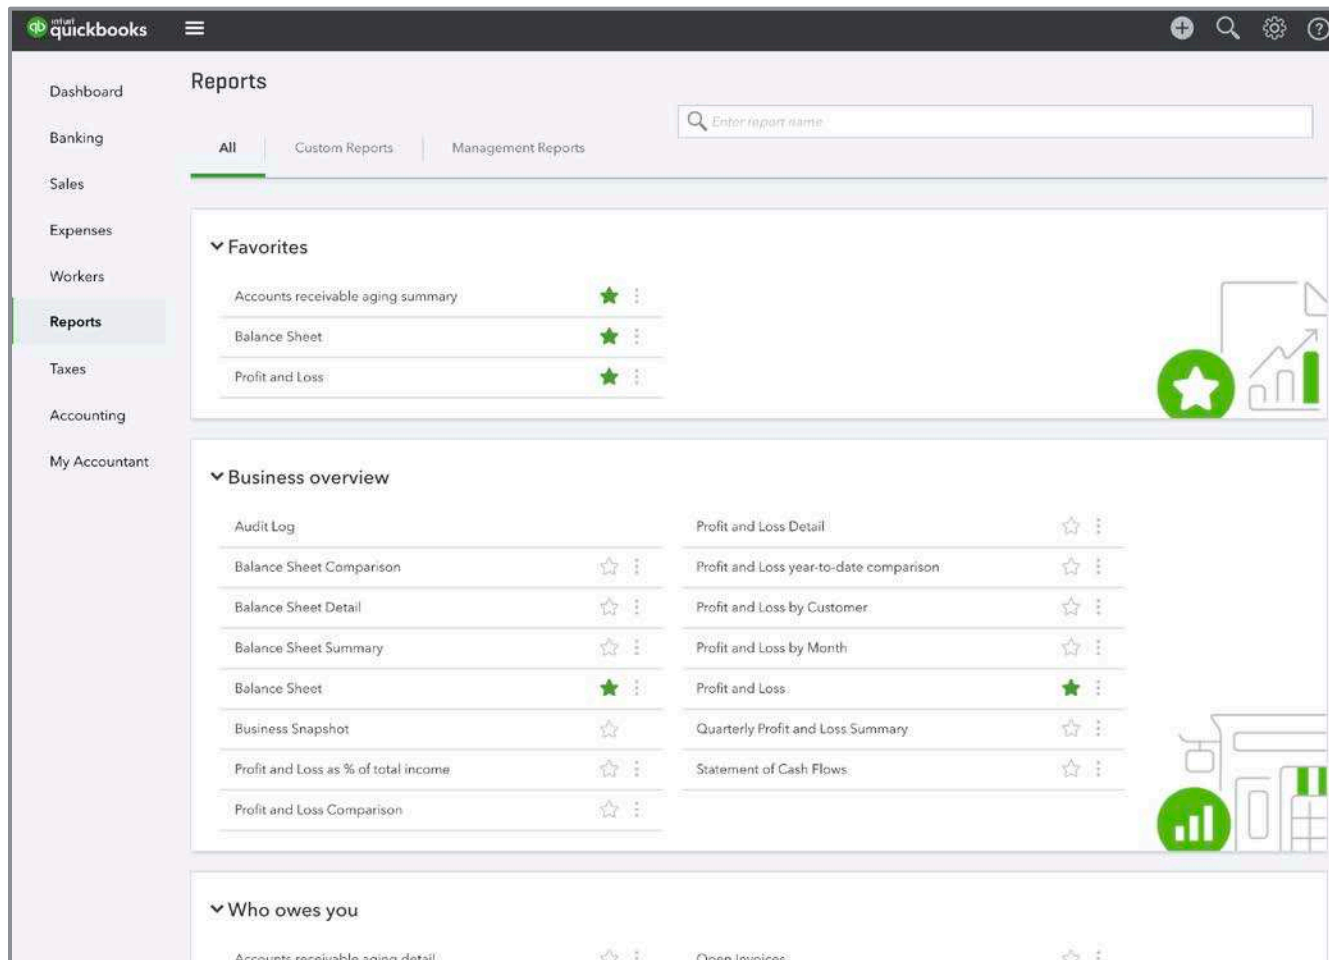 intuit
quickbooks
Dashboard
Banking
Sales
Expenses
Workers
Reports
Taxes
Accounting
My Accountant
Reports
Enter report name
All
Custom Reports
Management Reports
Favorites
Accounts receivable aging summary
Balance Sheet
Profit and Loss
Business overview
Audit Log
Balance Sheet Comparison
Balance Sheet Detail
Balance Sheet Summary
Balance Sheet
Business Snapshot
Profit and Loss as % of total income
Profit and Loss Comparison
Profit and Loss Detail
Profit and Loss year-to-date comparison
Profit and Loss by Customer
Profit and Loss by Month
Profit and Loss
Quarterly Profit and Loss Summary
Statement of Cash Flows
Who owes you
Accounts receivable aging detail
Open Invoices